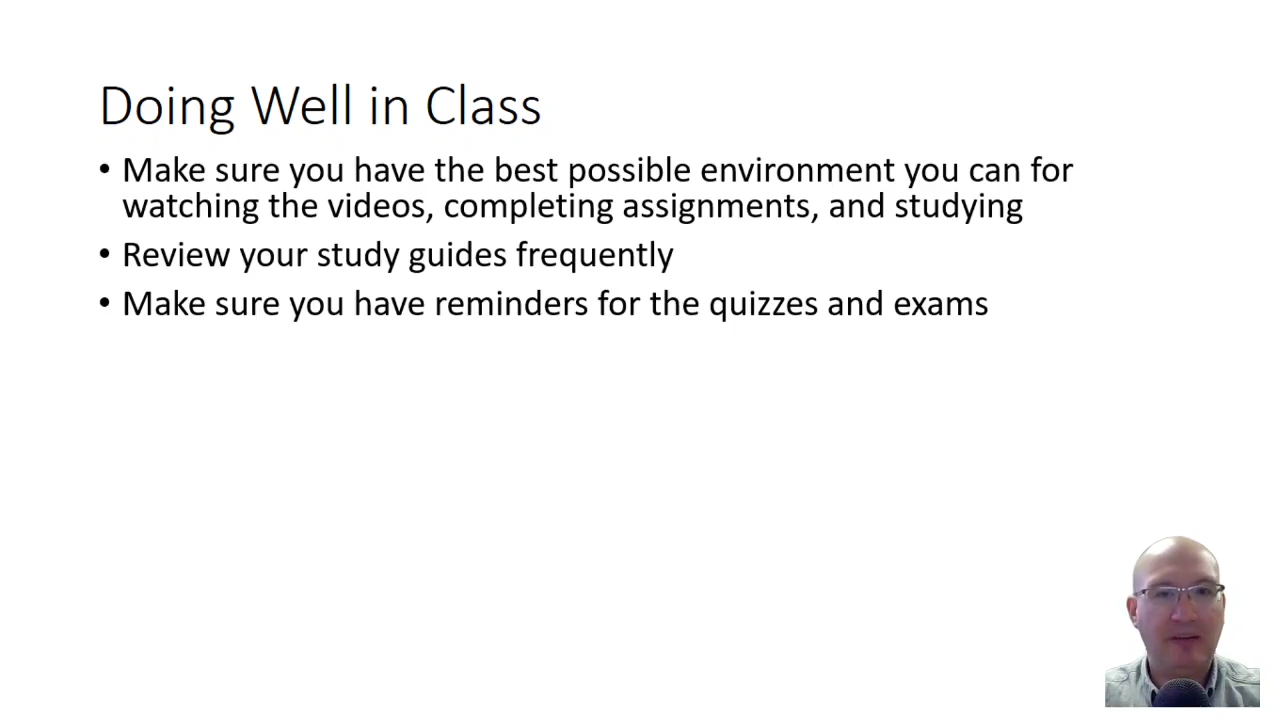 Doing Well in Class
• Make sure you have the best possible environment you can for
watching the videos, completing assignments, and studying
• Review your study guides frequently
• Make sure you have reminders for the quizzes and exams